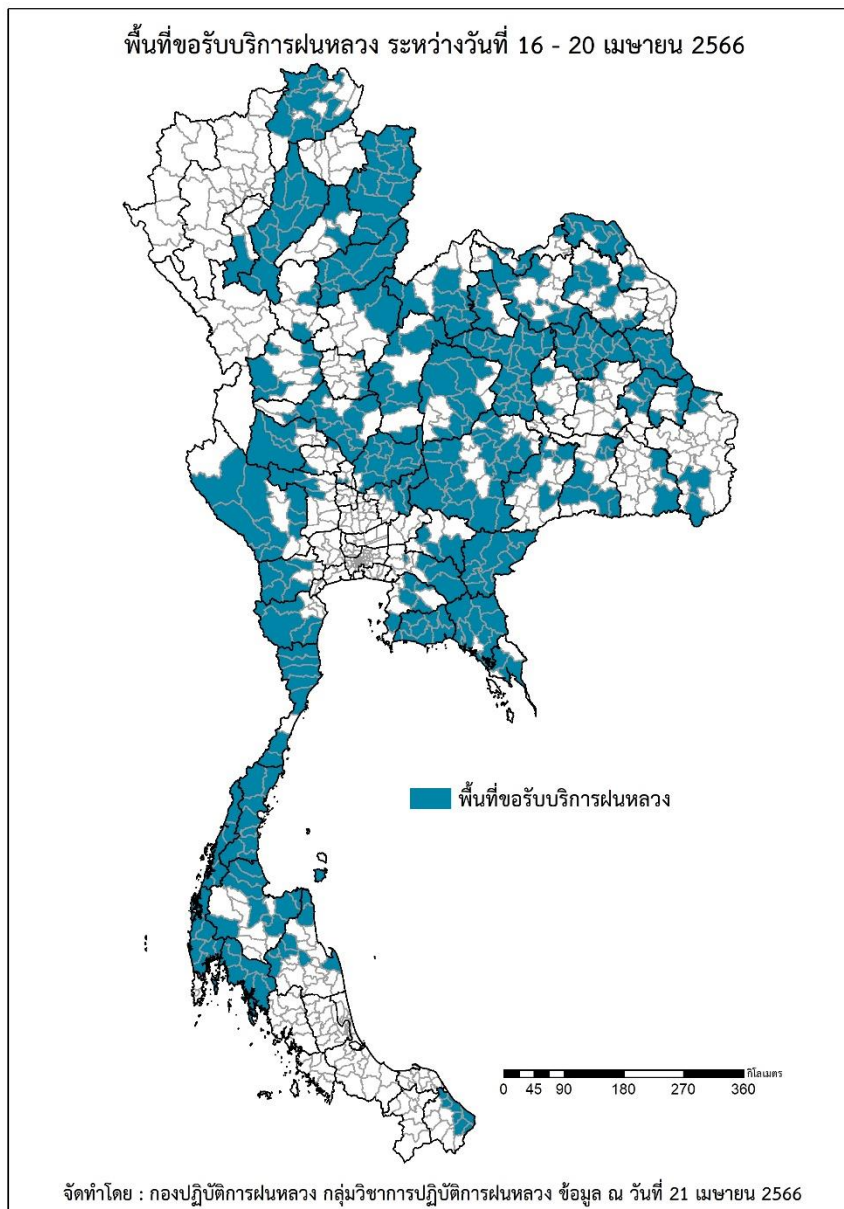 พื้นที่ขอรับบริการฝนหลวง ระหว่างวันที่ 16 - 20 เมษายน 2566
พื้นที่ขอรับบริการฝนหลวง
กิโลเมตร
0 45 90 180 270 360
จัดทำโดย : กองปฏิบัติการฝนหลวง กลุ่มวิชาการปฏิบัติการฝนหลวง ข้อมูล ณ วันที่ 21 เมษายน 2566